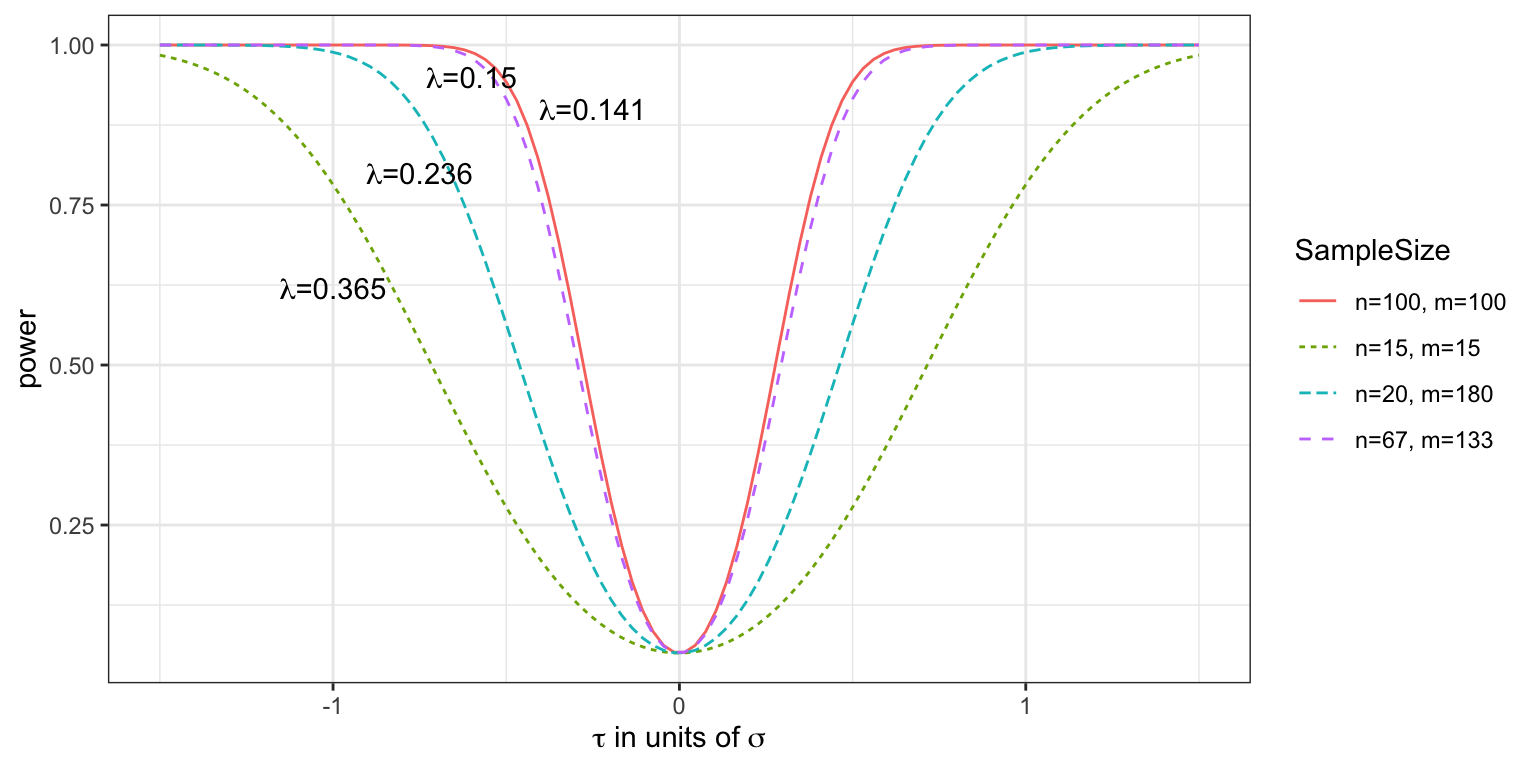 1.00
0.75
0.50
0.25
power
λ=0.15
λ=0.141
λ=0.236
λ=0.365
-1
0
1
τ in units of σ
SampleSize
n=100, m=100
n=15, m=15
n=20, m=180
n=67, m=133